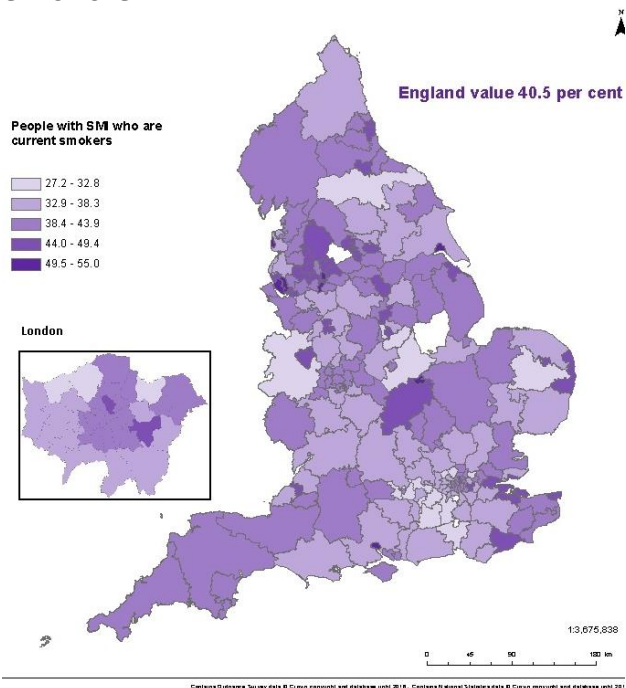 N
England value 40.5 per cent
People with SMI who are
current smokers
27.2 - 32.8
32.9 - 38.3
38.4 - 43.9
44.0 - 49.4
49.5 - 55.0
London
1:3,675,838
0 45 90 180 km